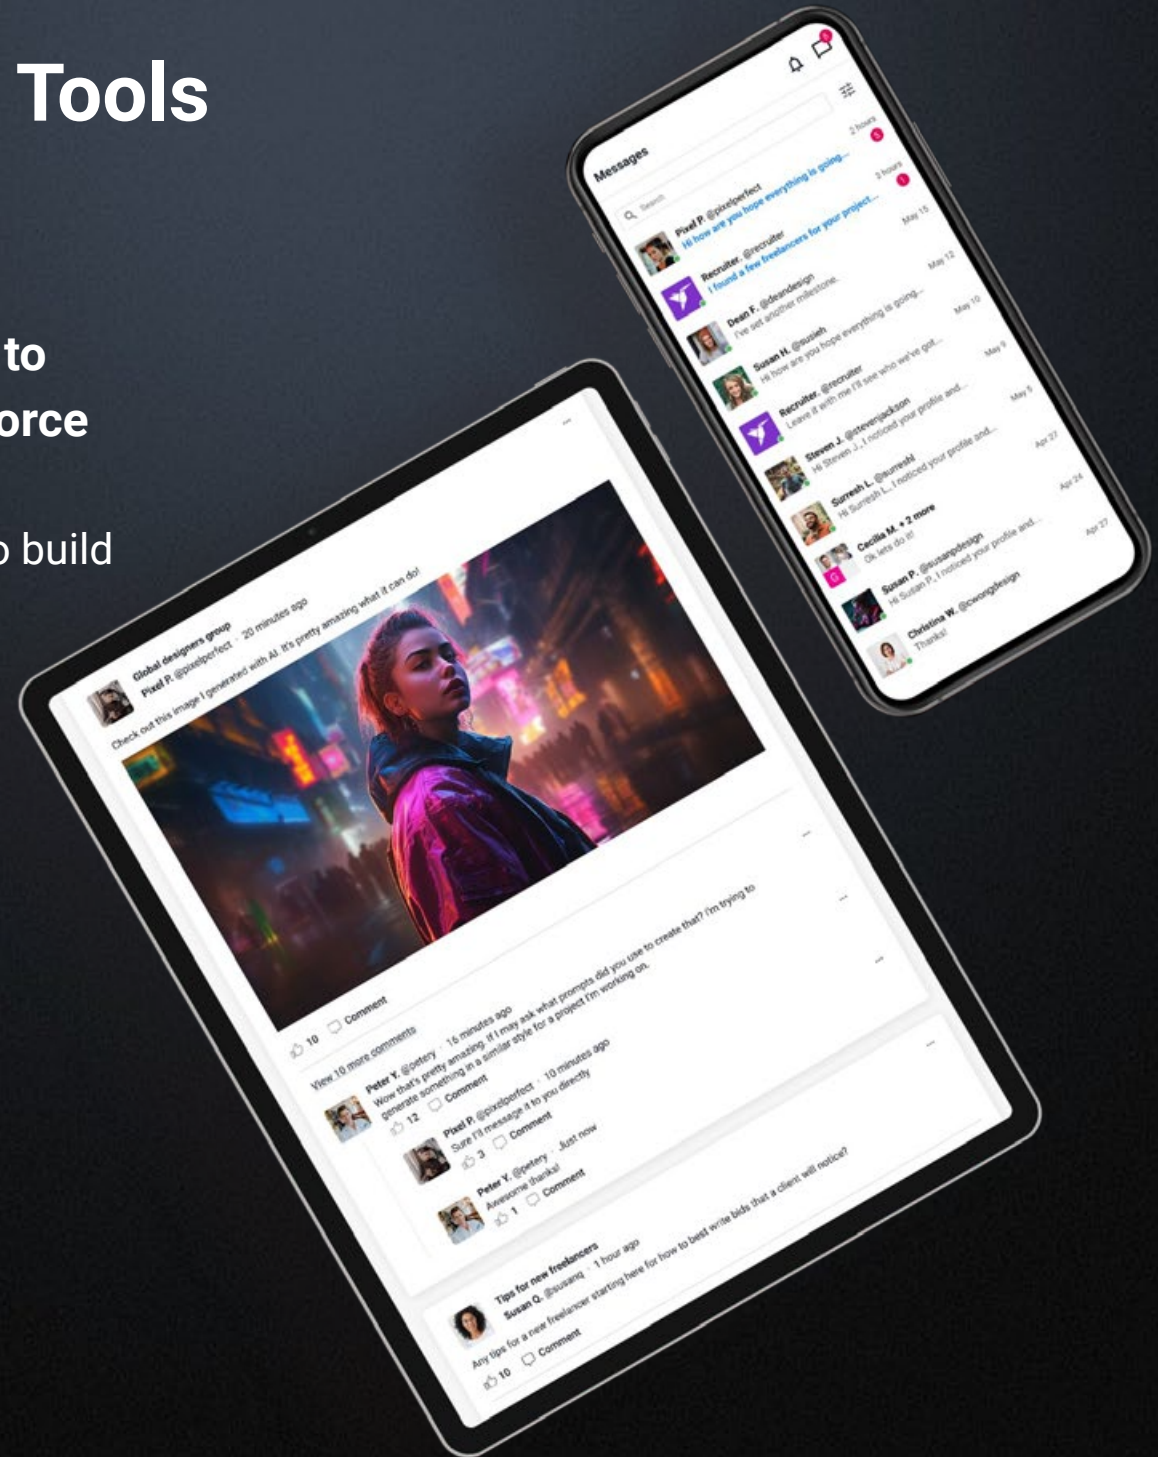 Tools
to
orce
o build
Messages
Search
Pixel P. @pixelperfect
2 hours
Hi how are you hope everything is going...
5
Recruiter. @recruiter
3 hours
I found a few freelancers for your project...
1
Dean F. @deandesign
May 15
I've set another milestone.
Susan H. @susieh
May 12
Hi how are you hope everything is going...
Recruiter. @recruiter
May 10
Leave it with me I'll see who we've got...
Steven J. @stevenjackson
May 9
Hi Steven J., I noticed your profile and...
Surresh L. @surreshl
May 5
Hi Surresh L., I noticed your profile and...
Cecilia M. + 2 more
Apr 27
Ok lets do it!
G
Susan P. @susanpdesign
Apr 24
Hi Susan P., I noticed your profile and...
Christina W. @cwongdesign
Apr 27
Thanks!
Global designers group
Pixel P. @pixelperfect · 20 minutes ago
Check out this image I generated with AI. It's pretty amazing what it can do!
10 Comment
View 10 more comments
Peter Y. @petery · 16 minutes ago
Wow that's pretty amazing. If I may ask what prompts did you use to create that? I'm trying to
generate something in a similar style for a project I'm working on.
12 Comment
Pixel P. @pixelperfect · 10 minutes ago
Sure I'll message it to you directly
3 Comment
Peter Y. @petery · Just now
Awesome thanks!
1 Comment
Tips for new freelancers
Susan Q. @susanq · 1 hour ago
Any tips for a new freelancer starting here for how to best write bids that a client will notice?
10 Comment